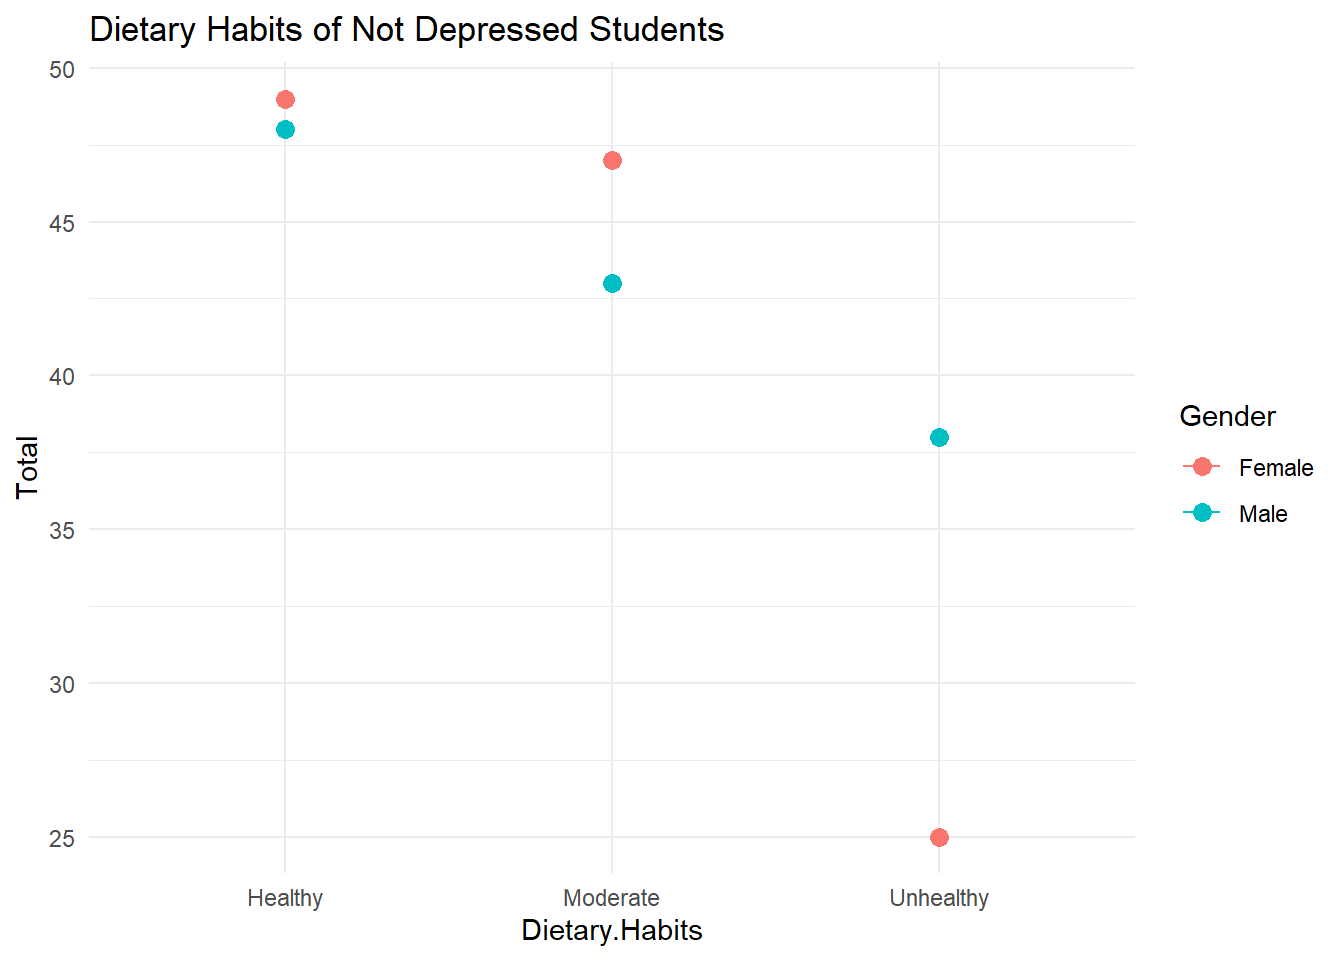 Dietary Habits of Not Depressed Students
50
45
40
35
30
25
Total
Healthy Moderate Unhealthy
Dietary.Habits
Gender
Female
Male